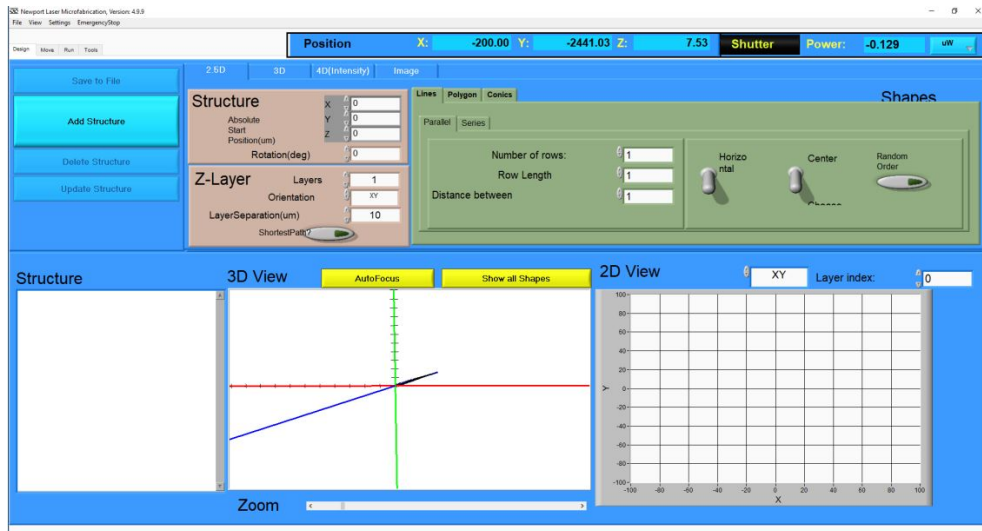 Newport Laser Microfabrication, Version: 4.9.9
File View Settings EmergencyStop
Design Move Run Tools
Position X: -200.00 Y: -2441.03 Z: 7.53 Shutter Power: -0.129 uW
Save to File
Add Structure
Delete Structure
Update Structure
2.5D 3D 4D(Intensity) Image
Structure
X 0
Absolute Y 0
Start
Position(um) Z 0
Rotation(deg) 0
Z-Layer
Layers 1
Orientation XY
LayerSeparation(um) 10
ShortestPath?
Lines Polygon Conics
Shapes
Parallel Series
Number of rows: 1
Row Length 1
Distance between 1
Horizo
ntal
Center
Random
Order
Structure
3D View AutoFocus Show all Shapes
Zoom
2D View XY Layer index: 0
100
80
60
40
20
0
-20
-40
-60
-80
-100
Y
-100 -80 -60 -40 -20 0 20 40 60 80 100
X